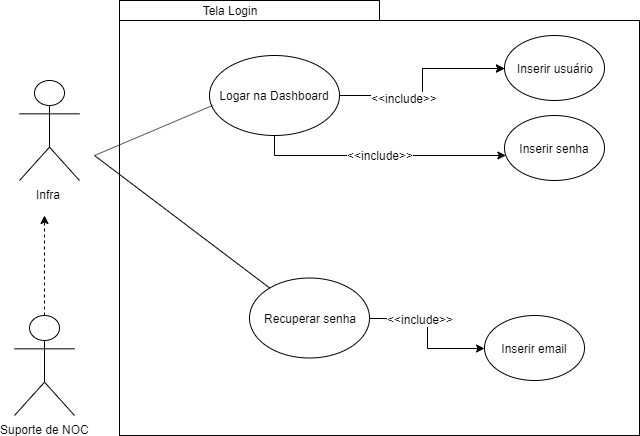 Tela Login
Logar na Dashboard
<<include>>
Inserir usuário
<<include>>
Inserir senha
Infra
Recuperar senha
<<include>>
Inserir email
Suporte de NOC